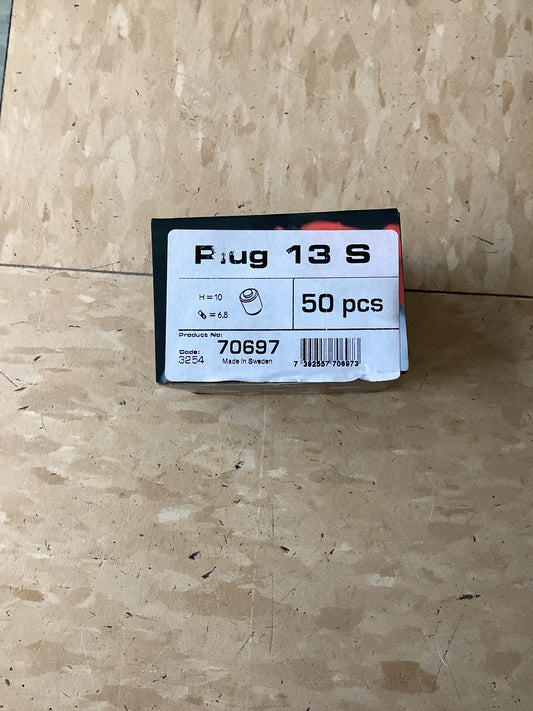 Plug 13 S
H = 10
= 6.8
50 pcs
Product No:
70697
Code:
3254
Made in Sweden
7 392557 706973